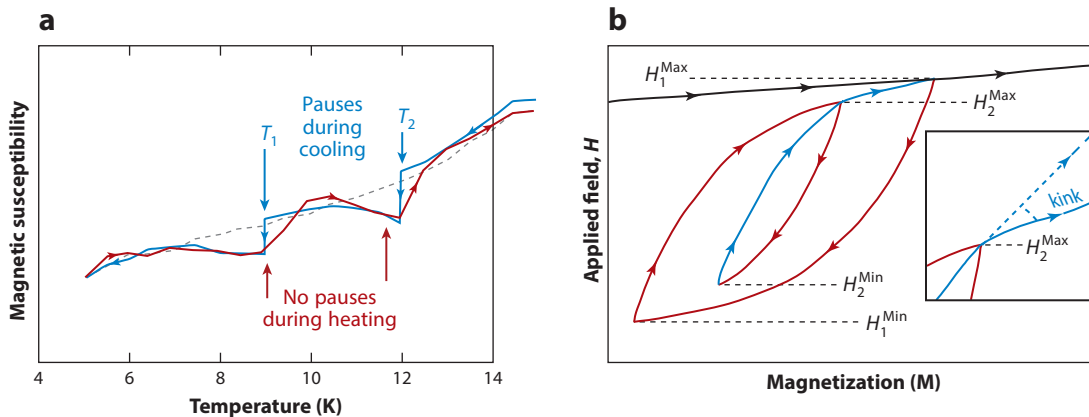 a
Magnetic susceptibility
T1
Pauses
during
cooling
T2
No pauses
during heating
4
6
8
10
12
14
Temperature (K)
b
Applied field, H
H1Max
H2Max
kink
H2Max
H2Min
H1Min
Magnetization (M)